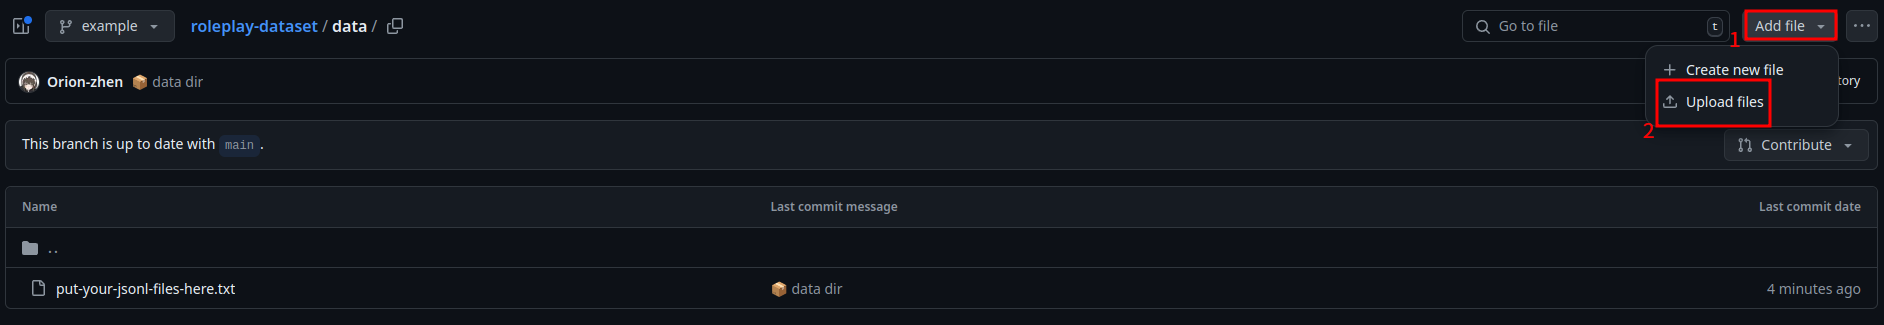 example
roleplay-dataset / data /
Go to file
t
Add file
1
Create new file
Upload files
2
Orion-zhen data dir
tory
This branch is up to date with main.
Contribute
Name Last commit message Last commit date
..
put-your-jsonl-files-here.txt data dir 4 minutes ago